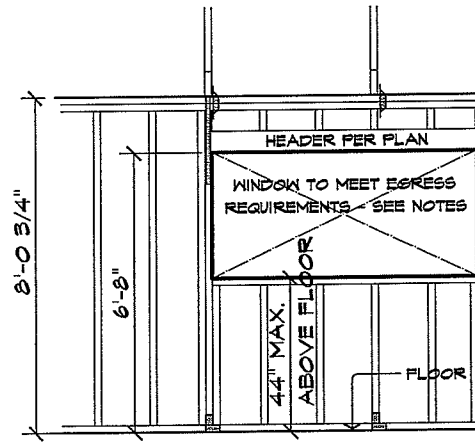 HEADER PER PLAN
WINDOW TO MEET EGRESS
REQUIREMENTS - SEE NOTES
8'-0 3/4"
6'-8"
44" MAX.
ABOVE FLOOR
FLOOR